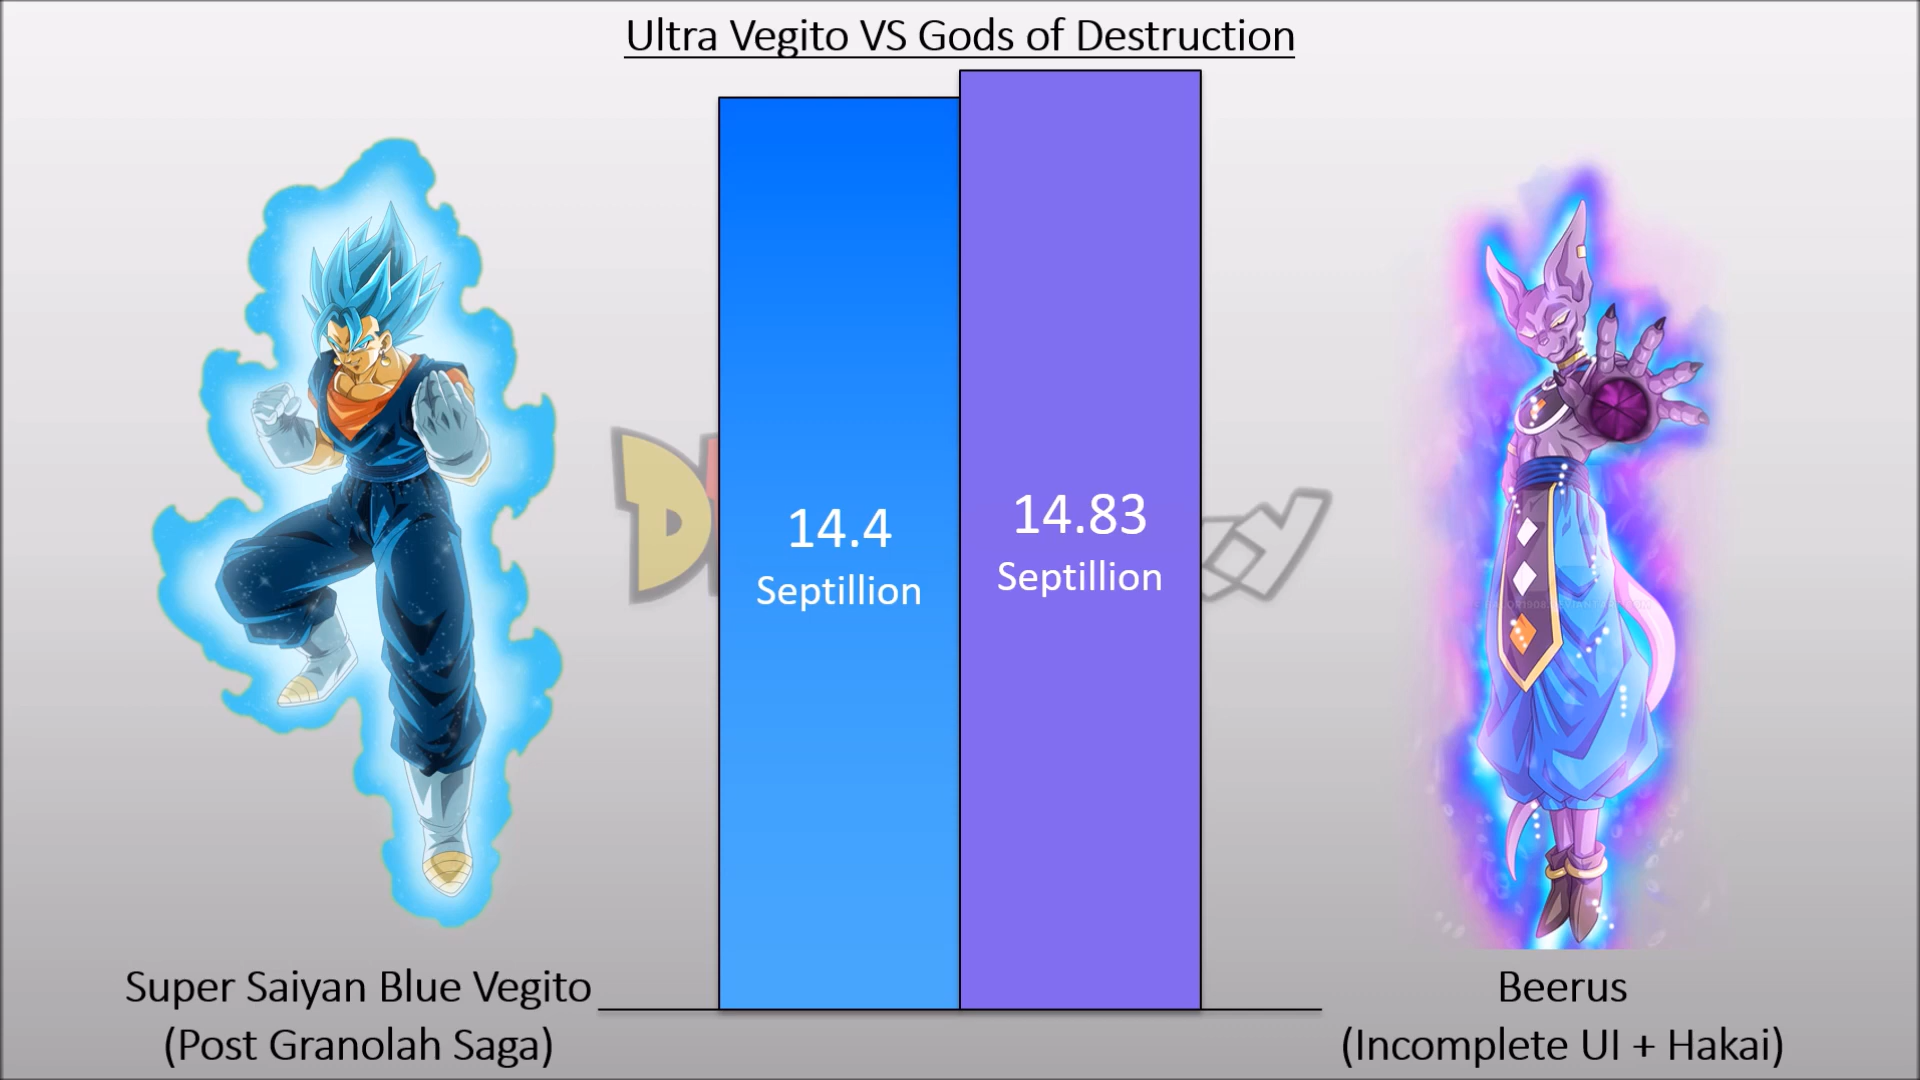 Ultra Vegito VS Gods of Destruction
14.4
Septillion
14.83
Septillion
Super Saiyan Blue Vegito
(Post Granolah Saga)
Beerus
(Incomplete UI + Hakai)